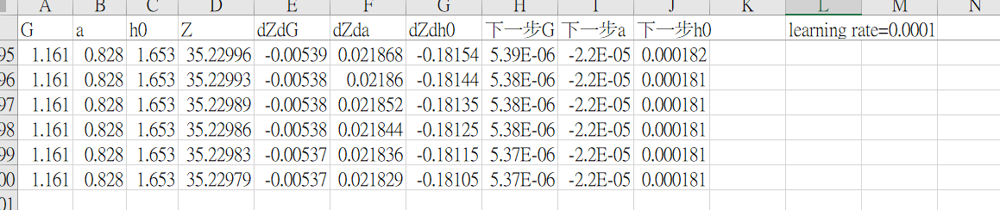 A B C D E F G H I J K L M N
G a h0 Z dZdG dZda dZdh0 下一步G 下一步a 下一步h0 learning rate=0.0001
95 1.161 0.828 1.653 35.22996 -0.00539 0.021868 -0.18154 5.39E-06 -2.2E-05 0.000182
96 1.161 0.828 1.653 35.22993 -0.00538 0.02186 -0.18144 5.38E-06 -2.2E-05 0.000181
97 1.161 0.828 1.653 35.22989 -0.00538 0.021852 -0.18135 5.38E-06 -2.2E-05 0.000181
98 1.161 0.828 1.653 35.22986 -0.00538 0.021844 -0.18125 5.38E-06 -2.2E-05 0.000181
99 1.161 0.828 1.653 35.22983 -0.00537 0.021836 -0.18115 5.37E-06 -2.2E-05 0.000181
00 1.161 0.828 1.653 35.22979 -0.00537 0.021829 -0.18105 5.37E-06 -2.2E-05 0.000181
01